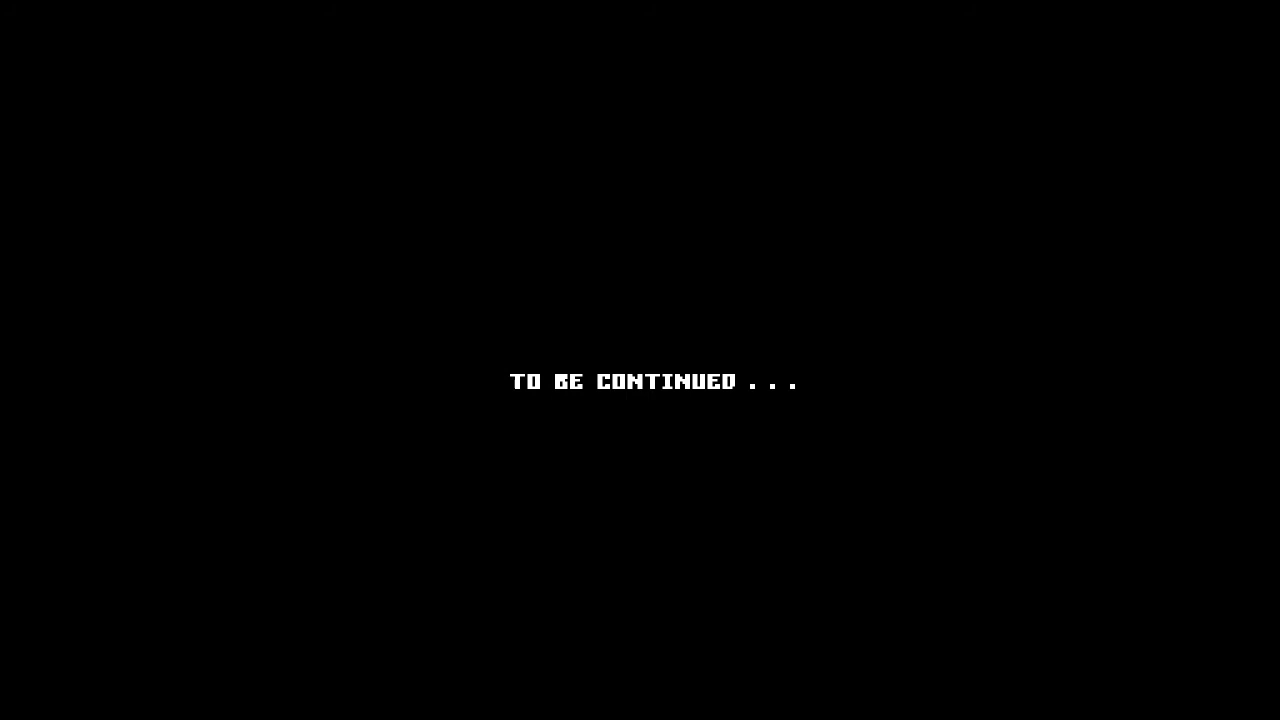 TO BE CONTINUED . . .